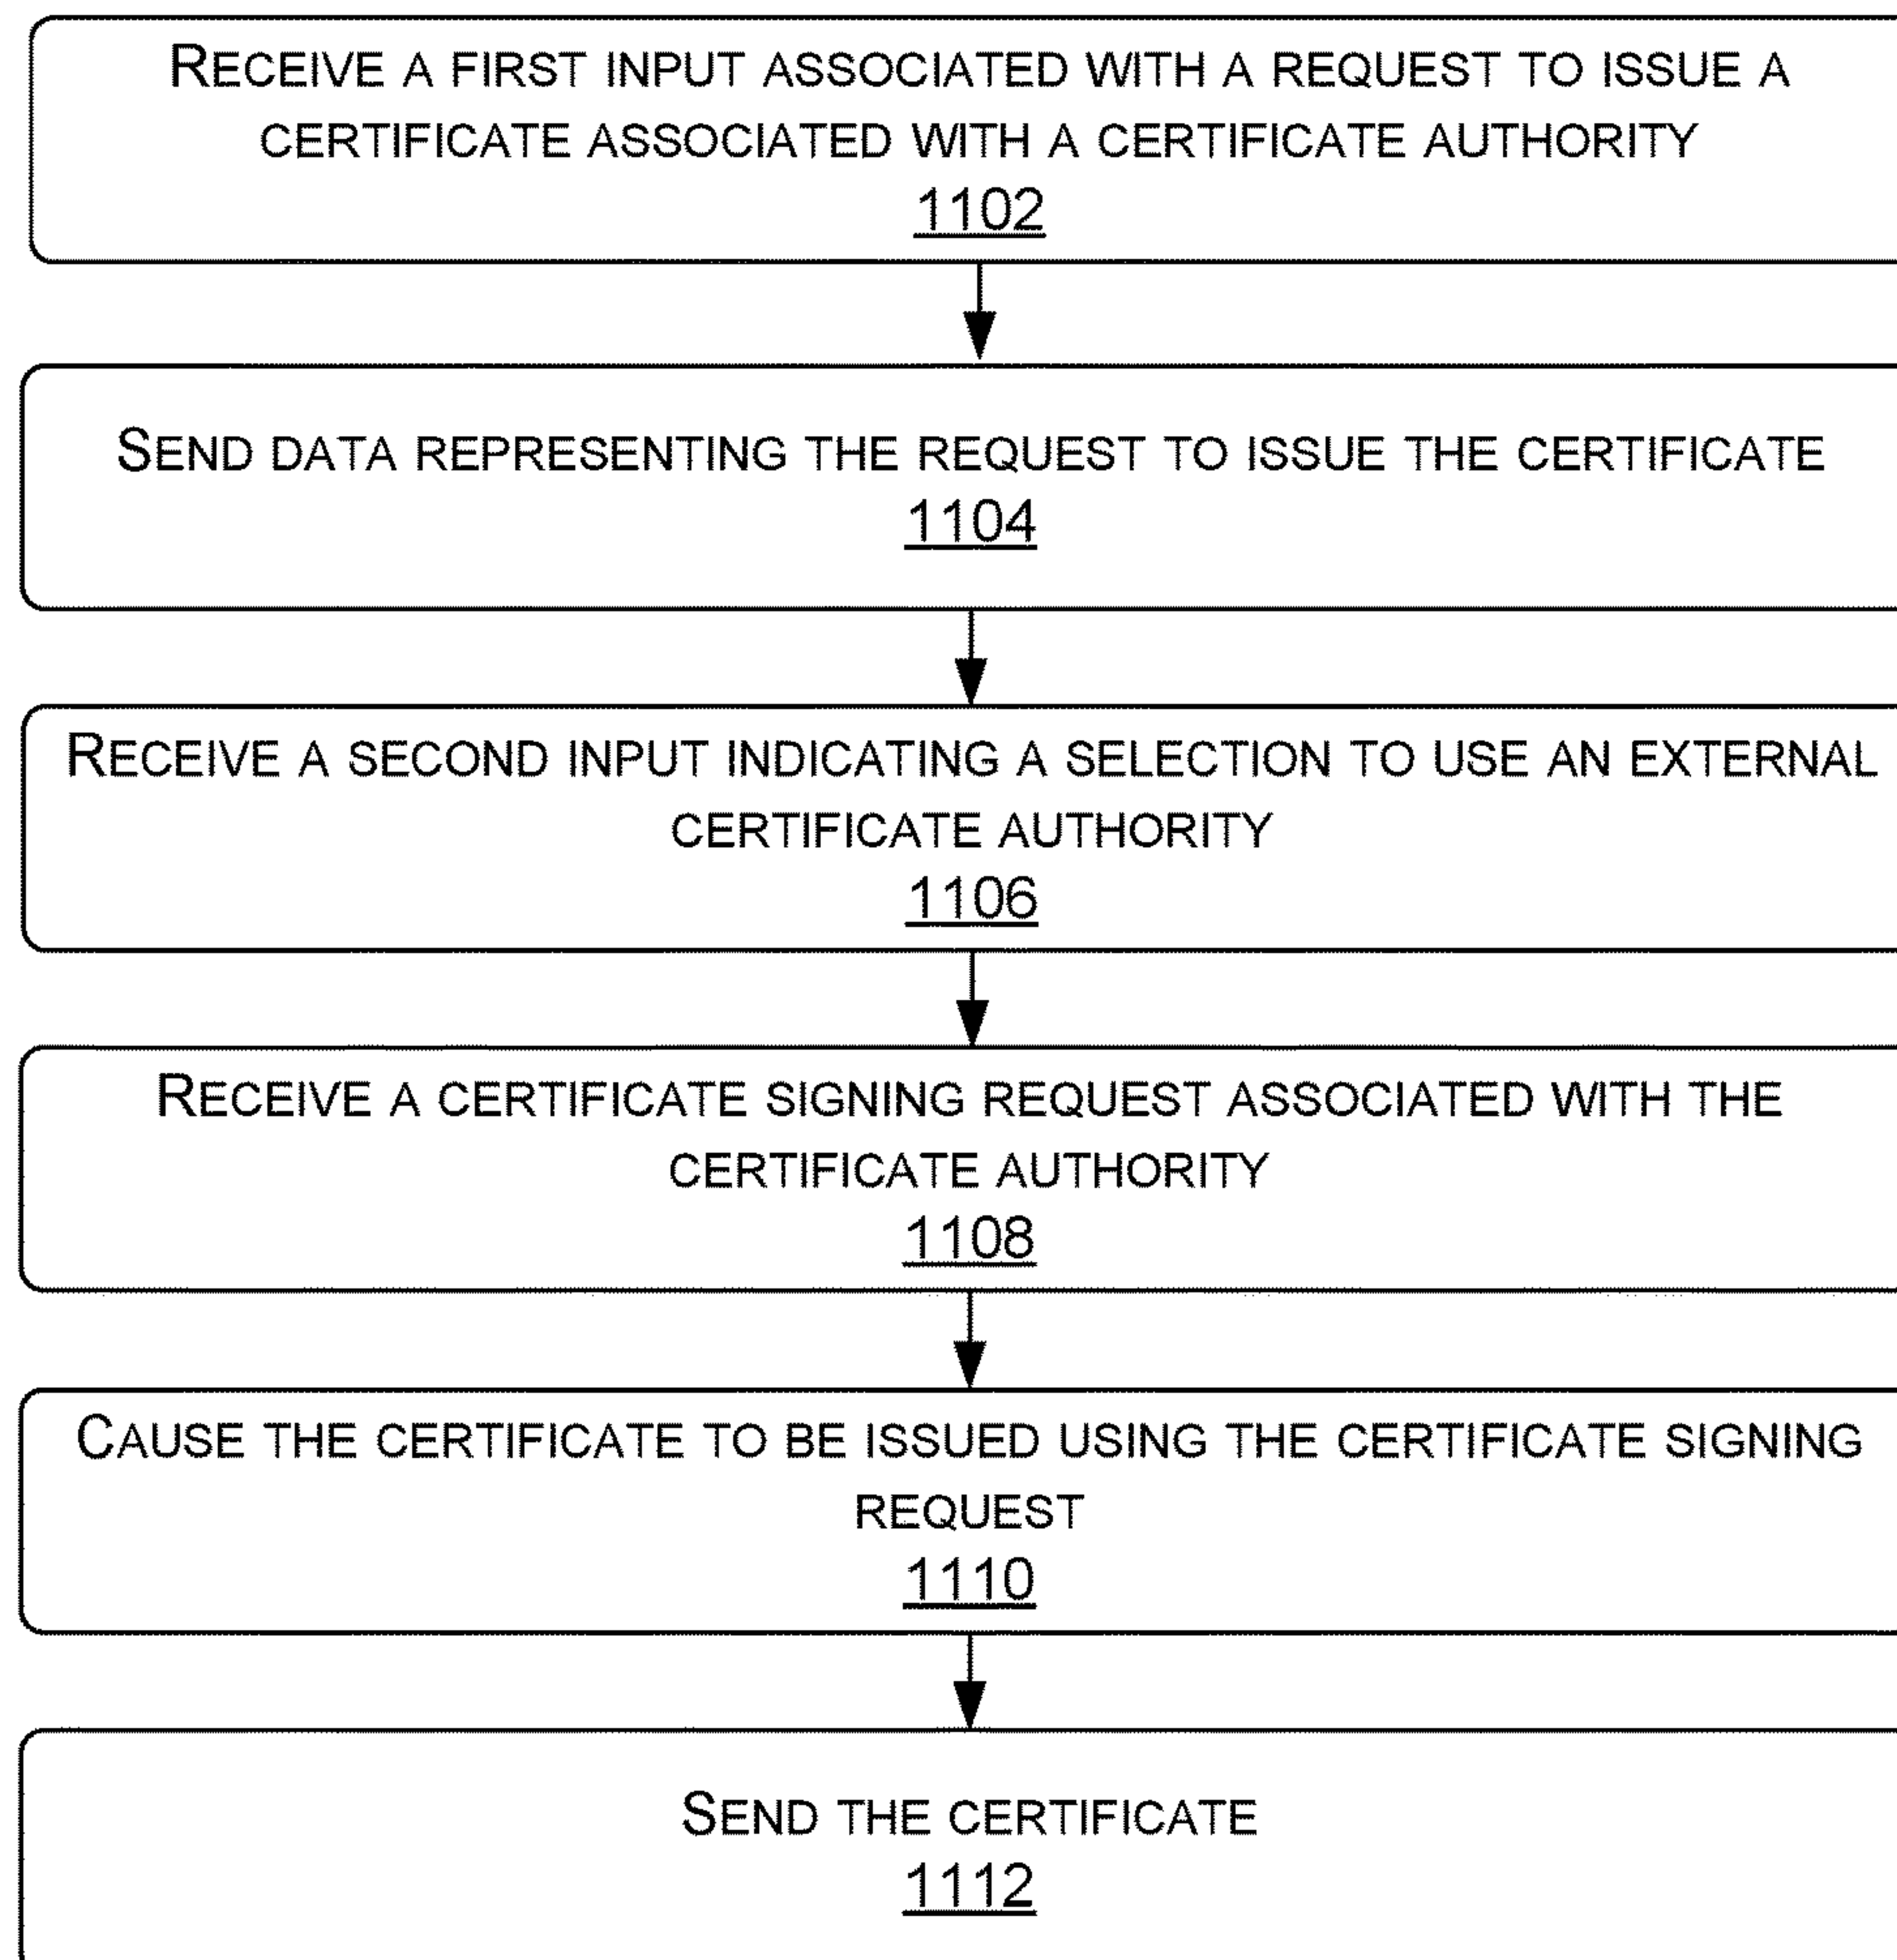 RECEIVE A FIRST INPUT ASSOCIATED WITH A REQUEST TO ISSUE A
CERTIFICATE ASSOCIATED WITH A CERTIFICATE AUTHORITY
1102
SEND DATA REPRESENTING THE REQUEST TO ISSUE THE CERTIFICATE
1104
RECEIVE A SECOND INPUT INDICATING A SELECTION TO USE AN EXTERNAL
CERTIFICATE AUTHORITY
1106
RECEIVE A CERTIFICATE SIGNING REQUEST ASSOCIATED WITH THE
CERTIFICATE AUTHORITY
1108
CAUSE THE CERTIFICATE TO BE ISSUED USING THE CERTIFICATE SIGNING
REQUEST
1110
SEND THE CERTIFICATE
1112